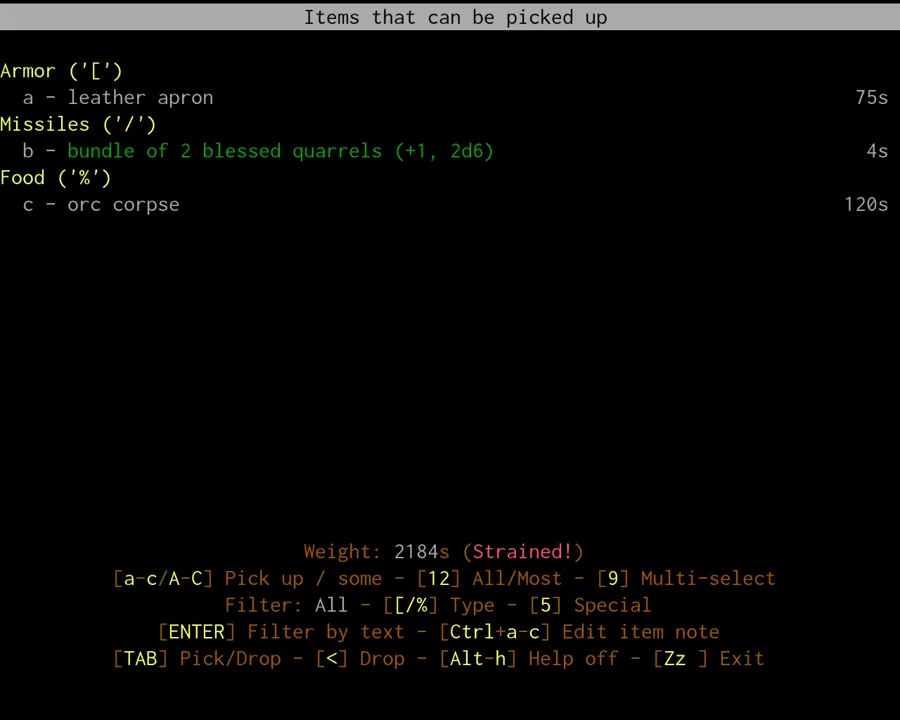 Items that can be picked up
Armor ('[')
a - leather apron 75s
Missiles ('/')
b - bundle of 2 blessed quarrels (+1, 2d6) 4s
Food ('%')
c - orc corpse 120s
Weight: 2184s (Strained!)
[a-c/A-C] Pick up / some - [12] All/Most - [9] Multi-select
Filter: All - [[/%] Type - [5] Special
[ENTER] Filter by text - [Ctrl+a-c] Edit item note
[TAB] Pick/Drop - [<] Drop - [Alt-h] Help off - [Zz ] Exit